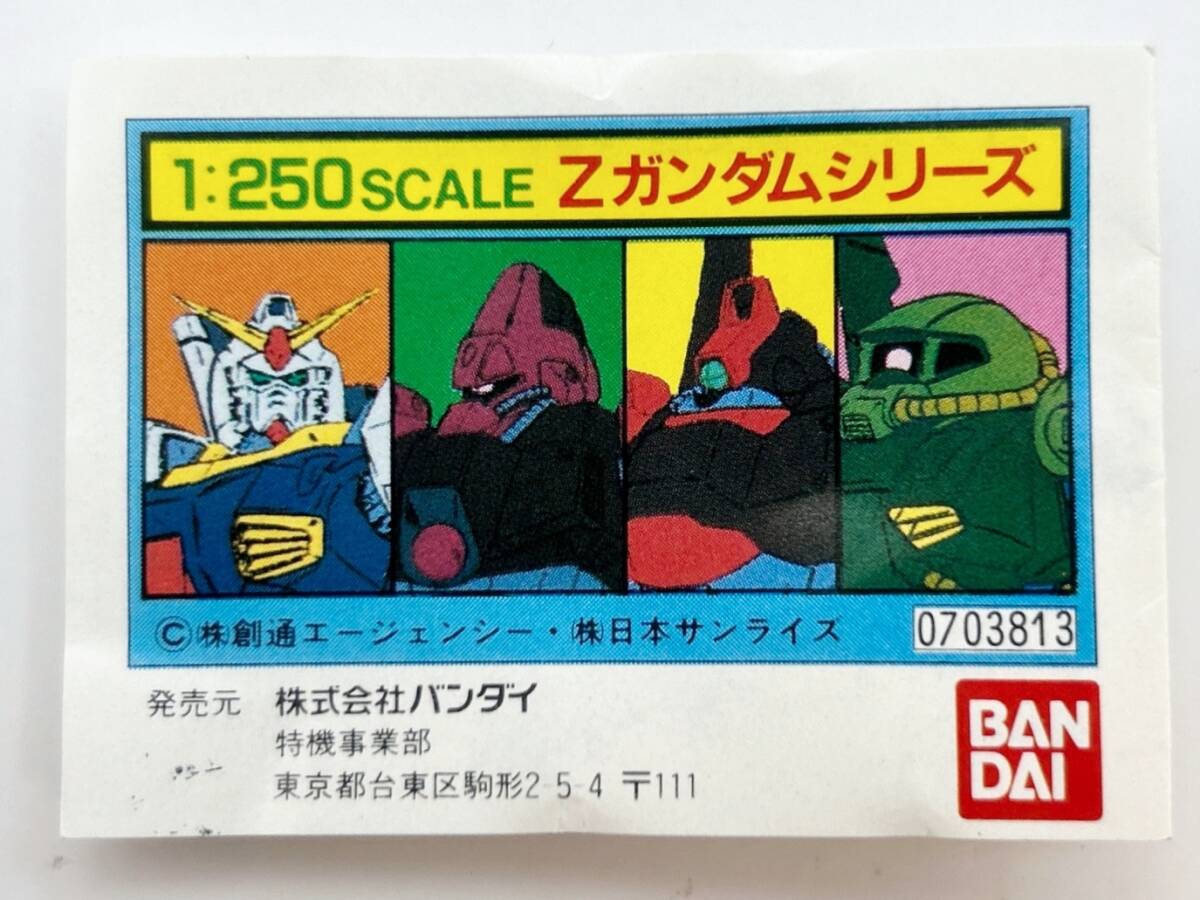 1:250 SCALE Zガンダムシリーズ
©㈱創通エージェンシー・㈱日本サンライズ 0703813
発売元 株式会社バンダイ
特機事業部
東京都台東区駒形2-5-4 〒111
BAN
DAI